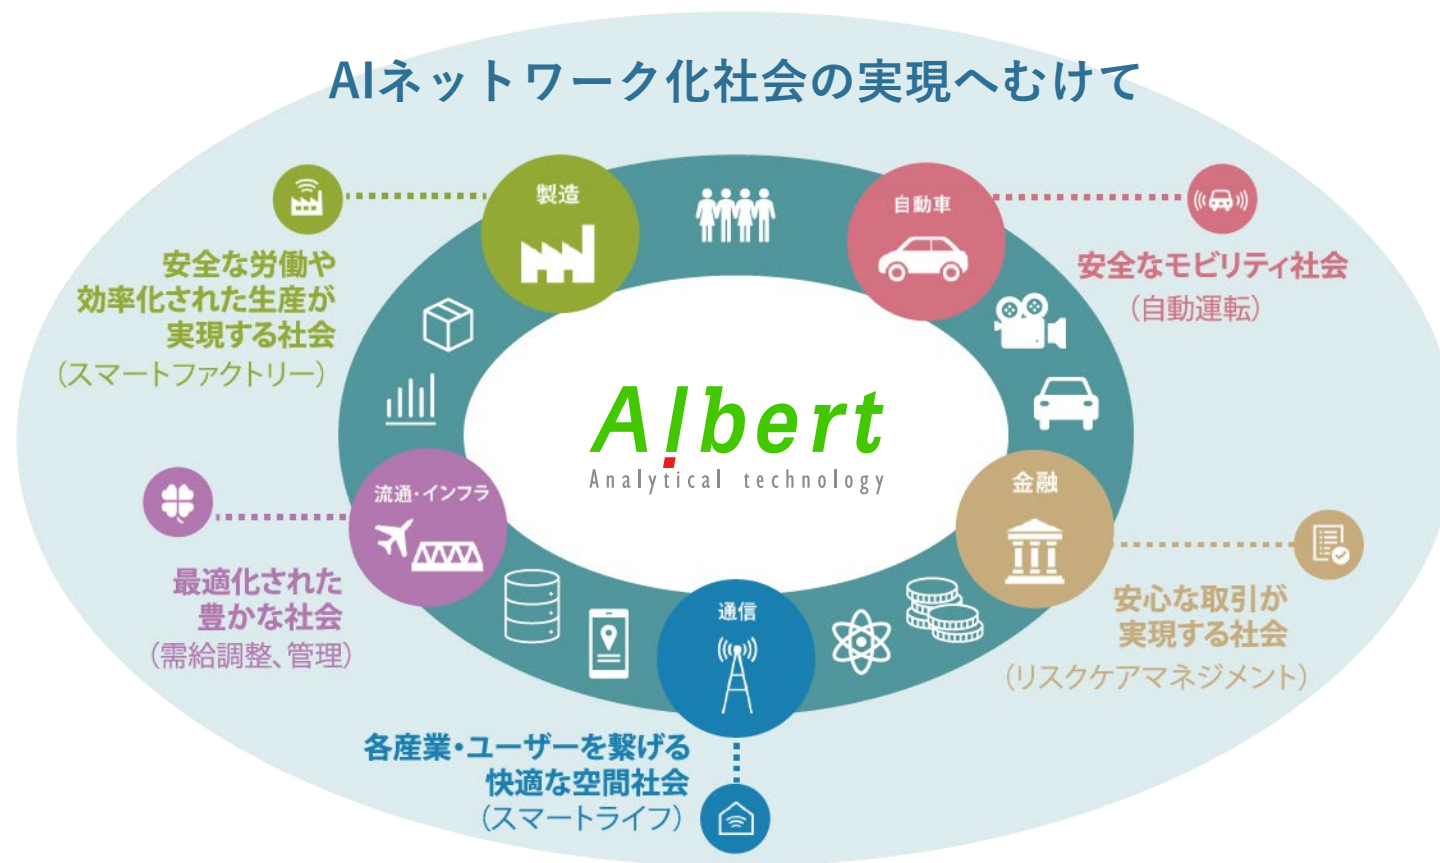 AIネットワーク化社会の実現へむけて
製造
安全な労働や
効率化された生産が
実現する社会
（スマートファクトリー）
自動車
安全なモビリティ社会
（自動運転）
Albert
Analytical technology
流通・インフラ
最適化された
豊かな社会
（需給調整、管理）
金融
安心な取引が
実現する社会
（リスクケアマネジメント）
通信
各産業・ユーザーを繋げる
快適な空間社会
（スマートライフ）